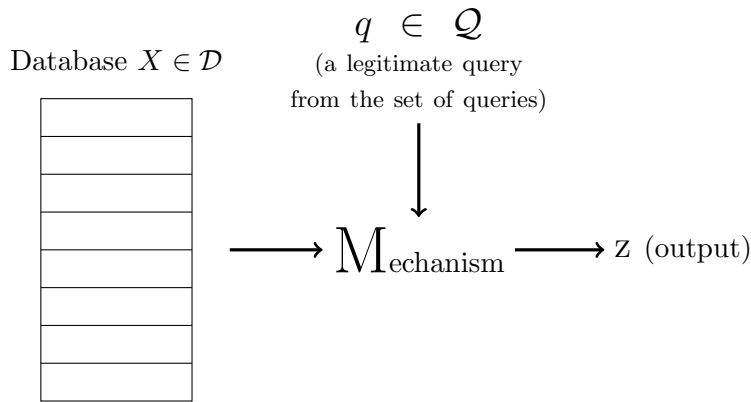 q ∈ 𝒬
(a legitimate query
from the set of queries)
Database X ∈ 𝒟
Mechanism
z (output)